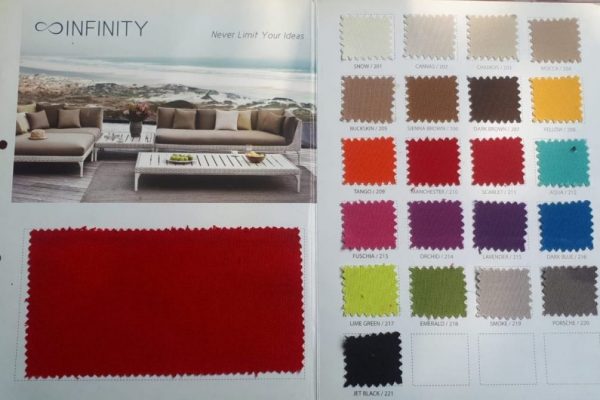 INFINITY
Never Limit Your Ideas
SNOW / 201
CANVAS / 202
CHAMOIS / 203
MOCCA / 204
BUCKSKIN / 205
SIENNA BROWN / 206
DARK BROWN / 207
YELLOW / 208
TANGO / 209
MANCHESTER / 210
SCARLET / 211
AQUA / 212
FUSCHIA / 213
ORCHID / 214
LAVENDER / 215
DARK BLUE / 216
LIME GREEN / 217
EMERALD / 218
SMOKE / 219
PORSCHE / 220
JET BLACK / 221